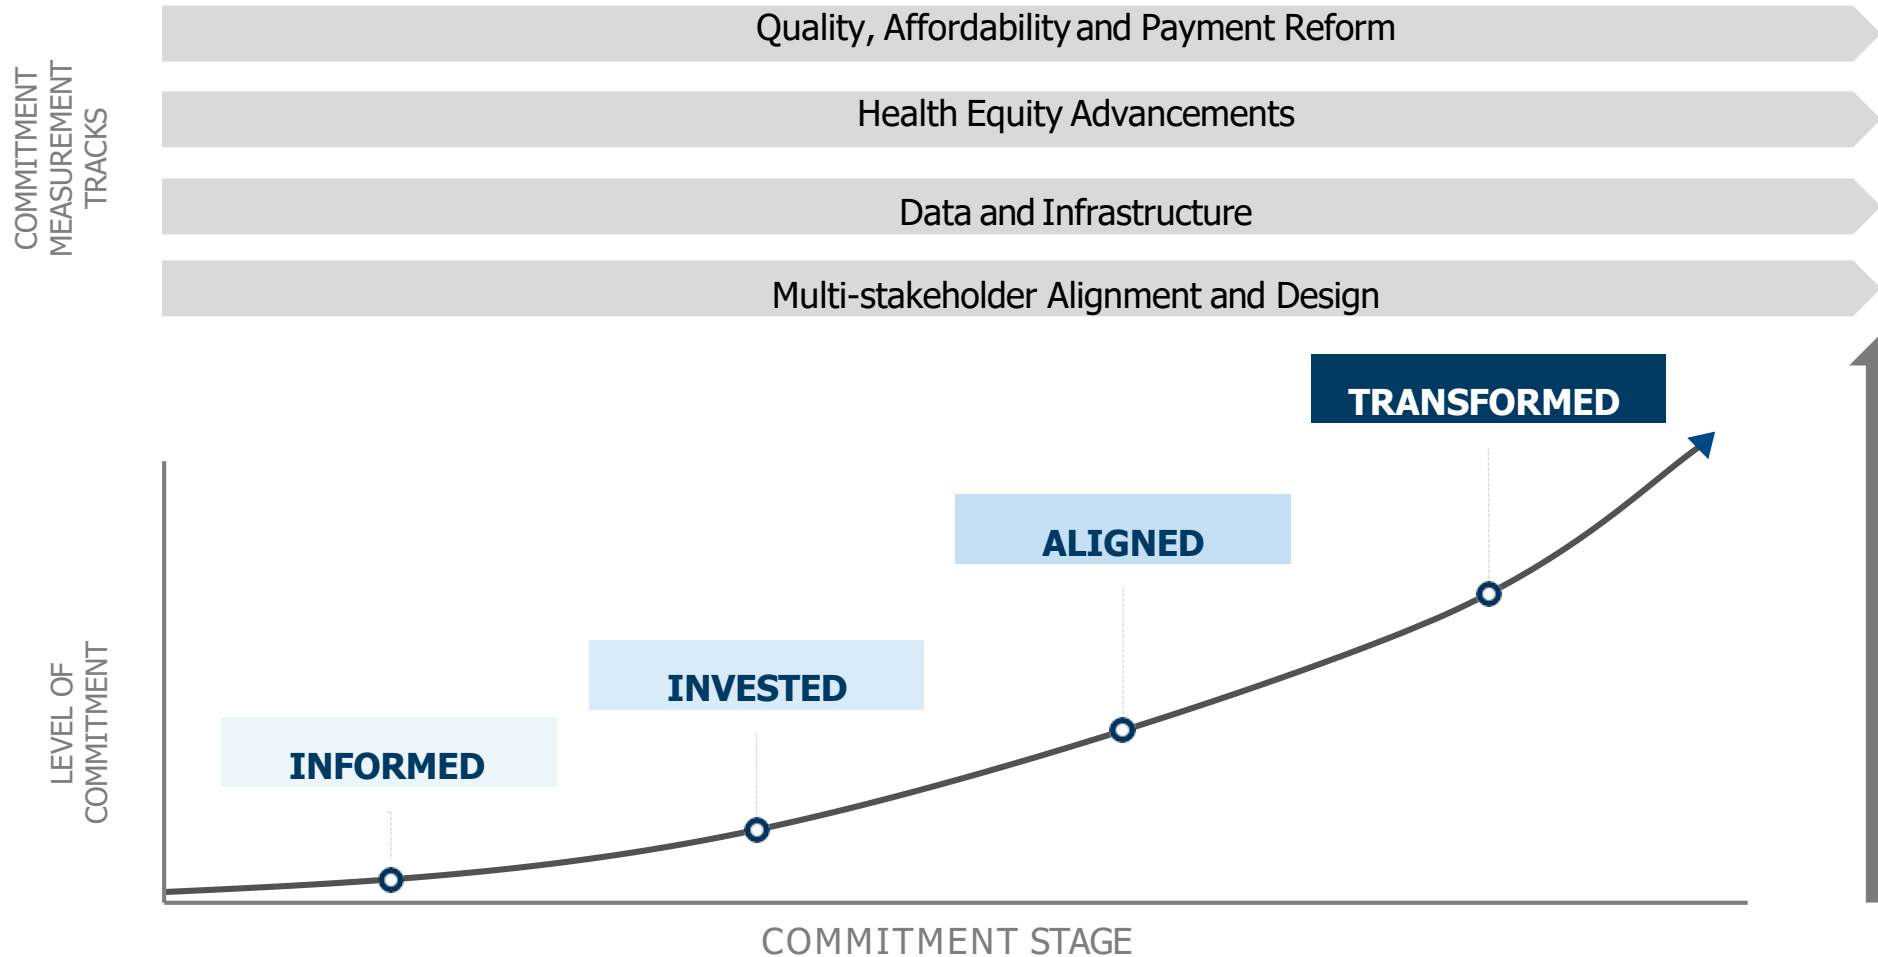 COMMITMENT
MEASUREMENT
TRACKS
Quality, Affordability and Payment Reform
Health Equity Advancements
Data and Infrastructure
Multi-stakeholder Alignment and Design
TRANSFORMED
ALIGNED
INVESTED
INFORMED
LEVEL OF
COMMITMENT
COMMITMENT STAGE